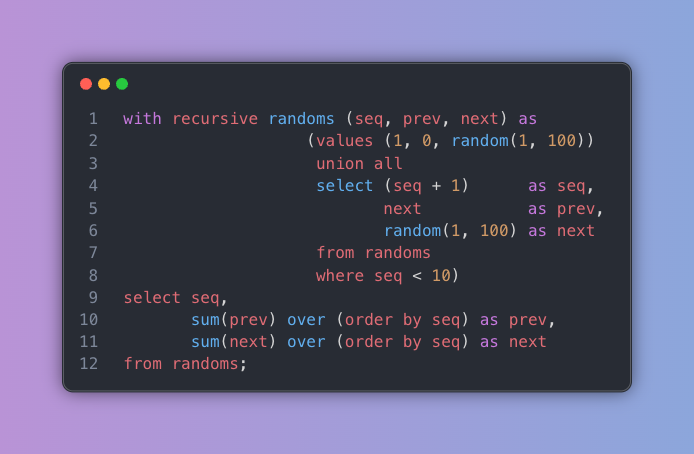 1 with recursive randoms (seq, prev, next) as
2                    (values (1, 0, random(1, 100))
3                     union all
4                     select (seq + 1)      as seq,
5                            next           as prev,
6                            random(1, 100) as next
7                     from randoms
8                     where seq < 10)
9 select seq,
10        sum(prev) over (order by seq) as prev,
11        sum(next) over (order by seq) as next
12 from randoms;